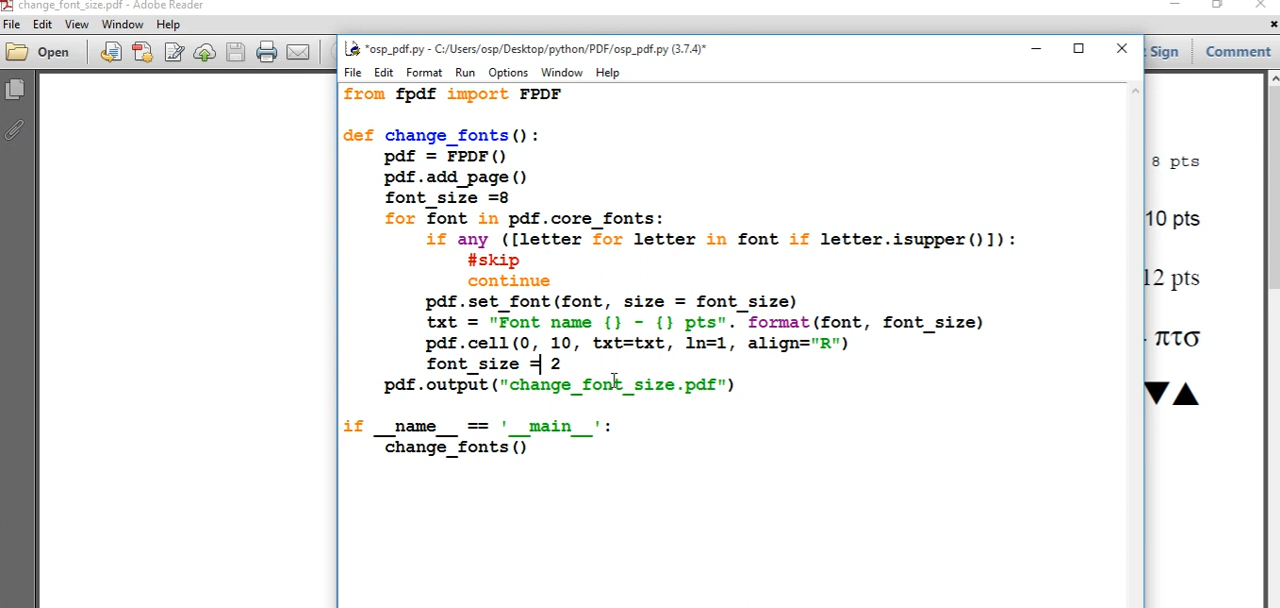 change_font_size.pdf - Adobe Reader
File Edit View Window Help
Open
Sign
Comment
*osp_pdf.py - C:/Users/osp/Desktop/python/PDF/osp_pdf.py (3.7.4)*
File Edit Format Run Options Window Help
from fpdf import FPDF
def change_fonts():
pdf = FPDF()
pdf.add_page()
font_size =8
for font in pdf.core_fonts:
if any ([letter for letter in font if letter.isupper()]):
#skip
continue
pdf.set_font(font, size = font_size)
txt = "Font name {} - {} pts". format(font, font_size)
pdf.cell(0, 10, txt=txt, ln=1, align="R")
font_size = 2
pdf.output("change_font_size.pdf")
if __name__ == '__main__':
change_fonts()
8 pts
10 pts
12 pts
πτσ